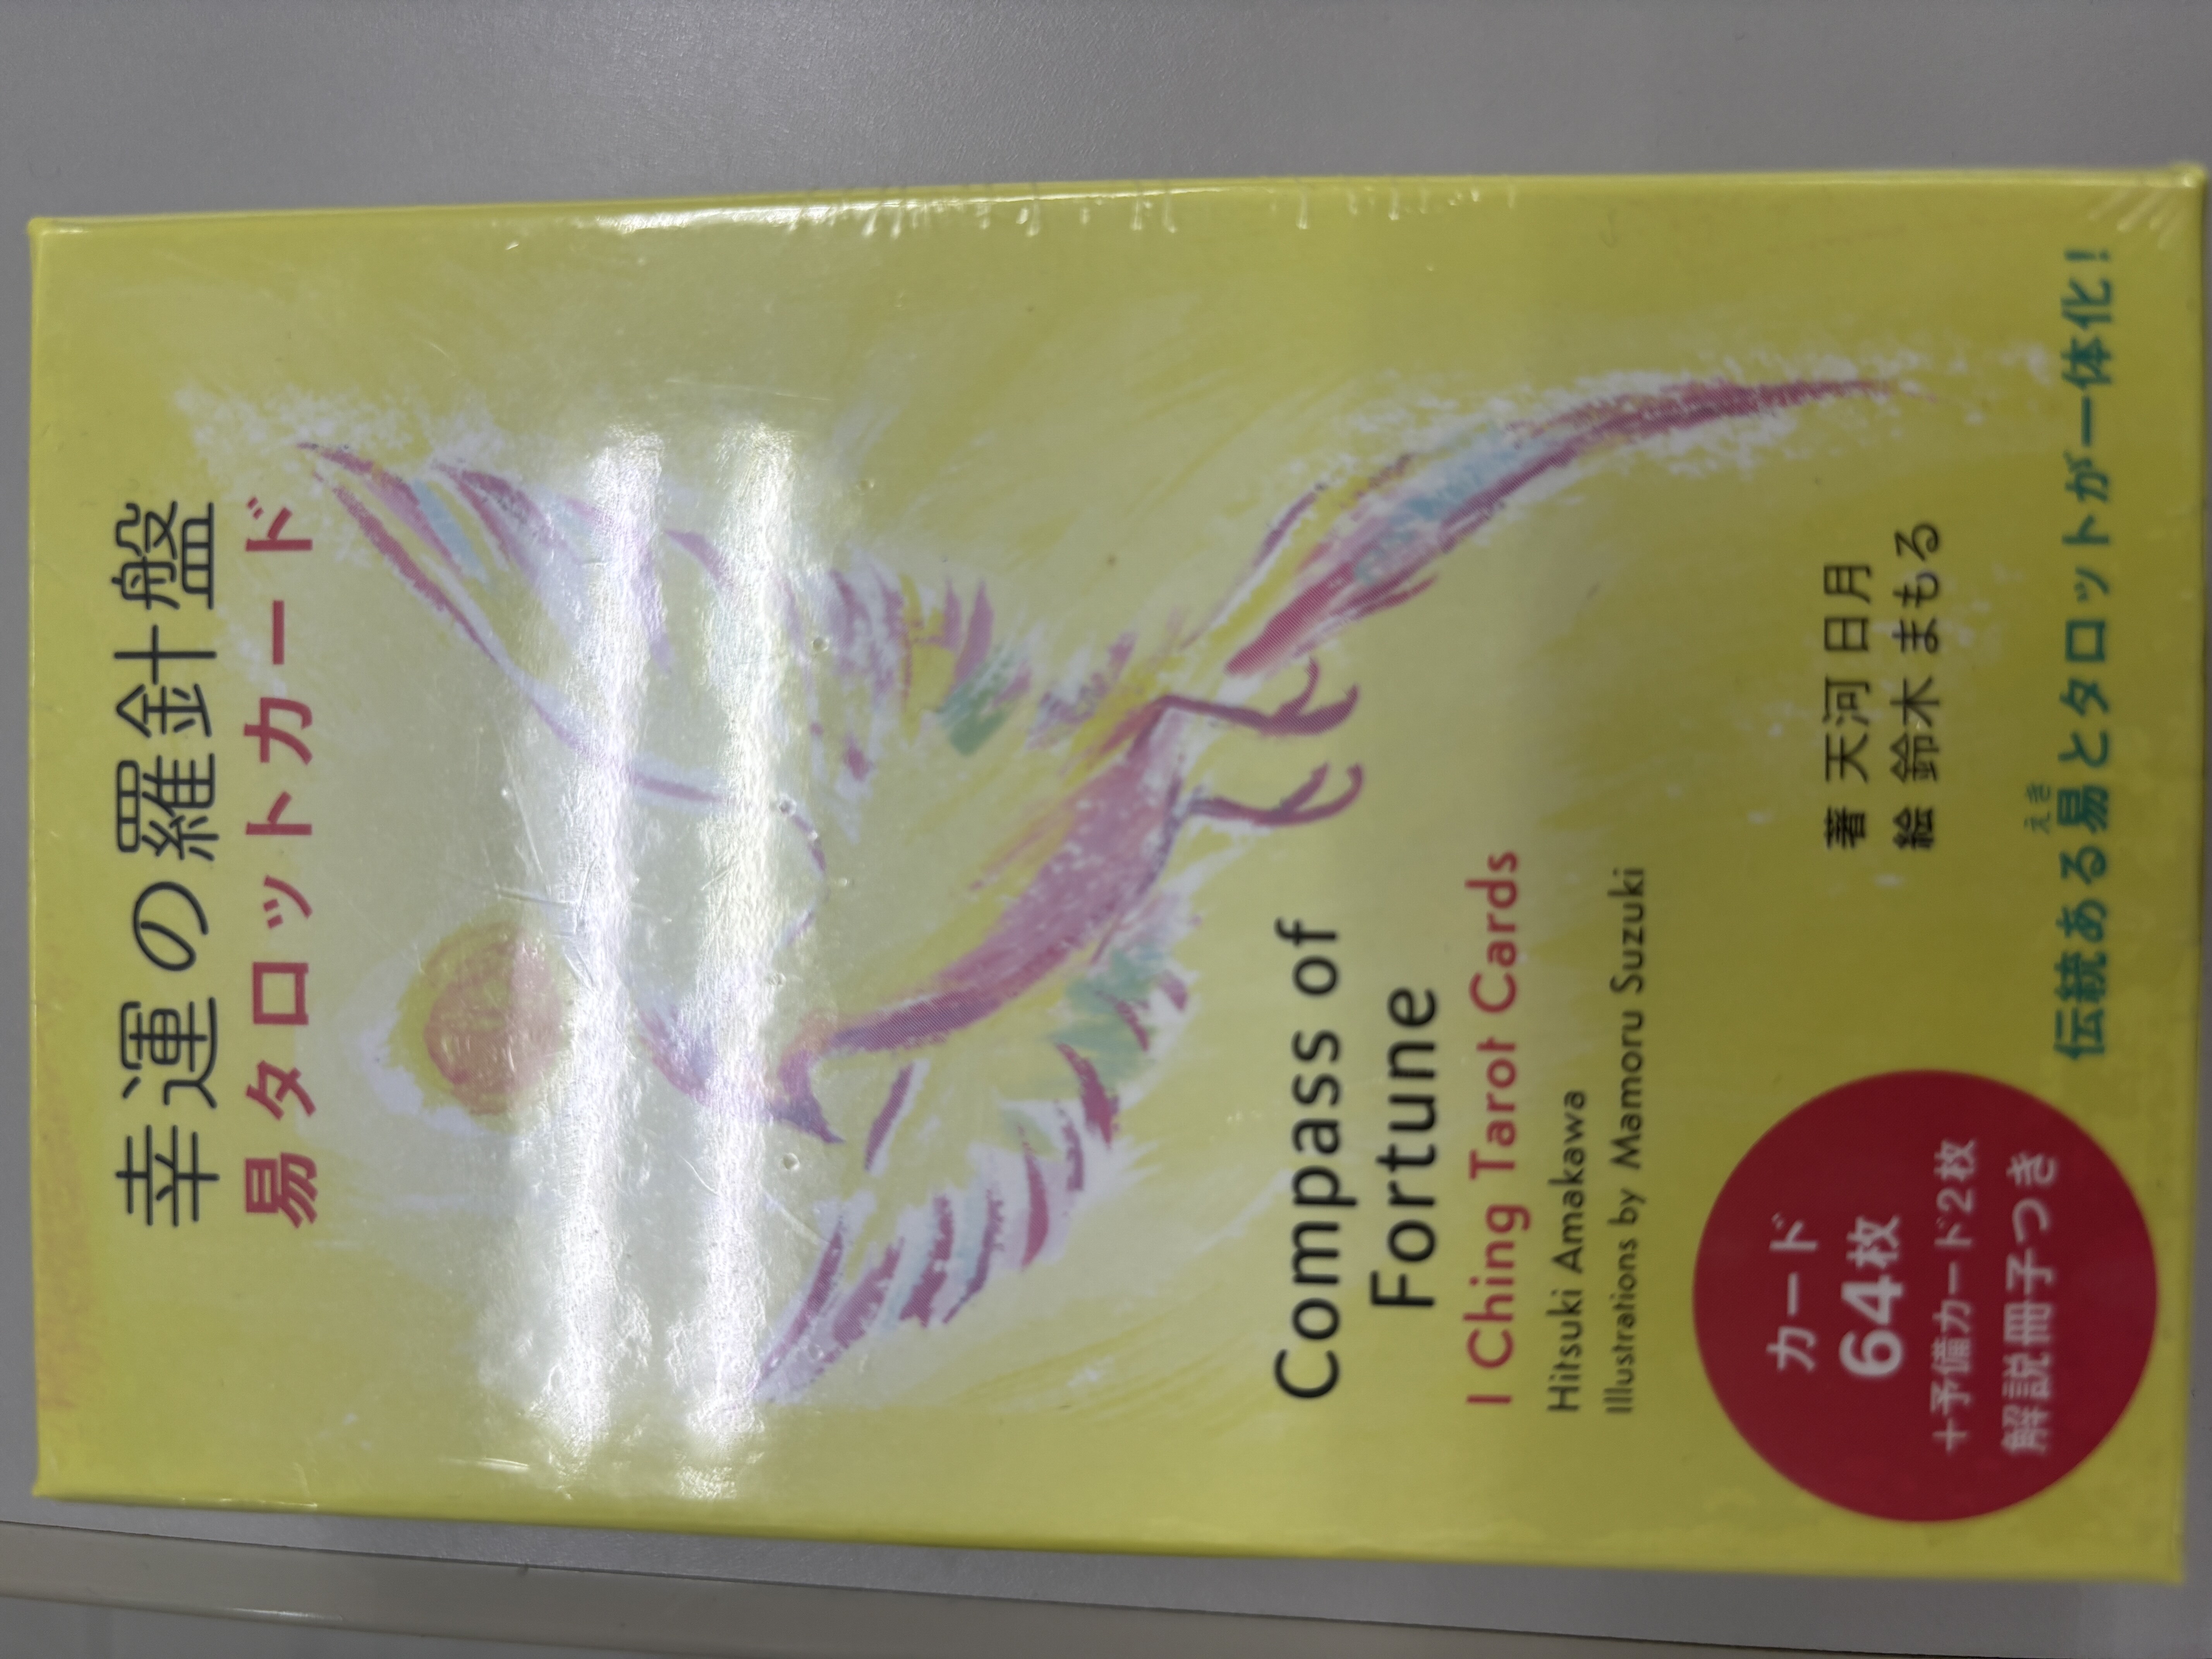 幸運の羅針盤
易タロットカード
Compass of
Fortune
I Ching Tarot Cards
Hitsuki Amakawa
Illustrations by Mamoru Suzuki
著 天河 日月
絵 鈴木 まもる
カード
64枚
+予備カード2枚
解説冊子つき
えき
伝統ある易とタロットが一体化!